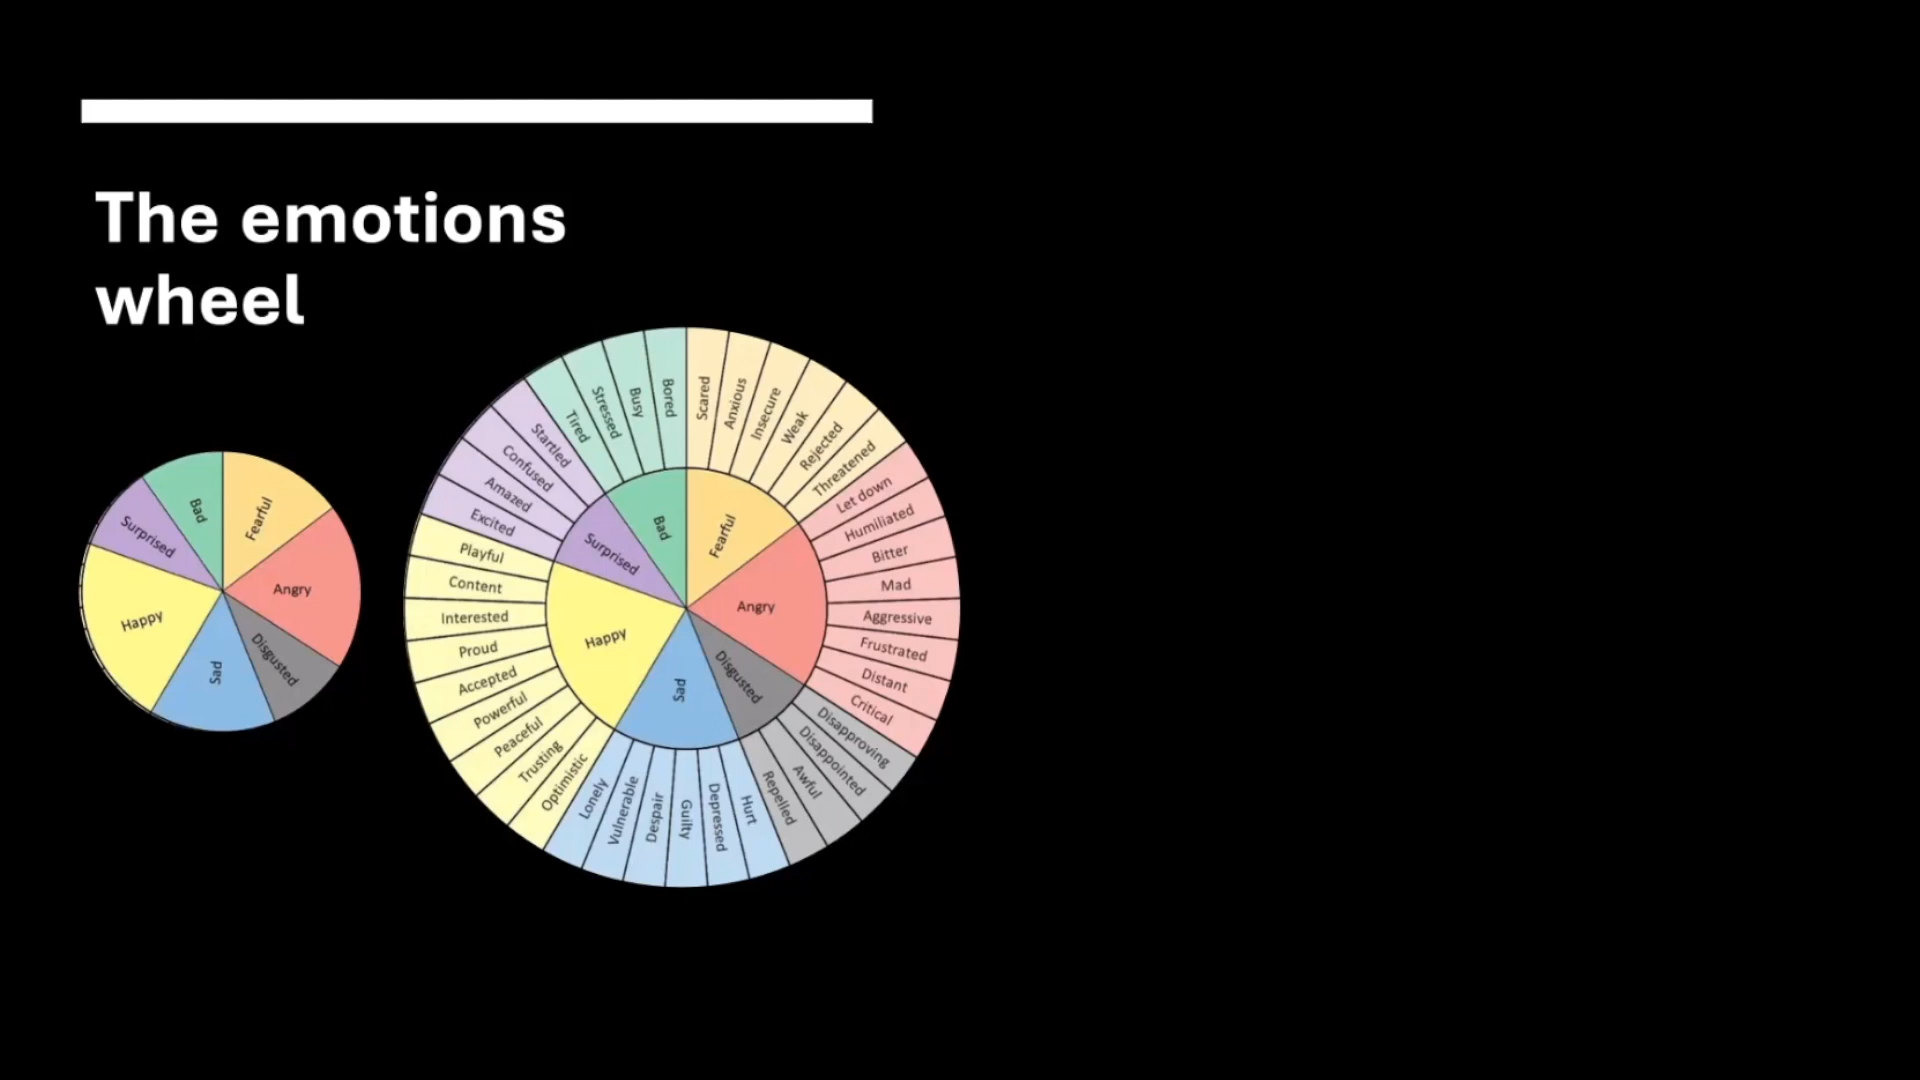 The emotions
wheel
Fearful
Angry
Disgusted
Sad
Happy
Surprised
Bad
Fearful
Angry
Disgusted
Sad
Happy
Surprised
Bad
Scared
Anxious
Insecure
Weak
Rejected
Threatened
Let down
Humiliated
Bitter
Mad
Aggressive
Frustrated
Distant
Critical
Disapproving
Disappointed
Awful
Repelled
Hurt
Depressed
Guilty
Despair
Vulnerable
Lonely
Optimistic
Trusting
Peaceful
Powerful
Accepted
Proud
Interested
Content
Playful
Excited
Amazed
Confused
Startled
Tired
Stressed
Busy
Bored